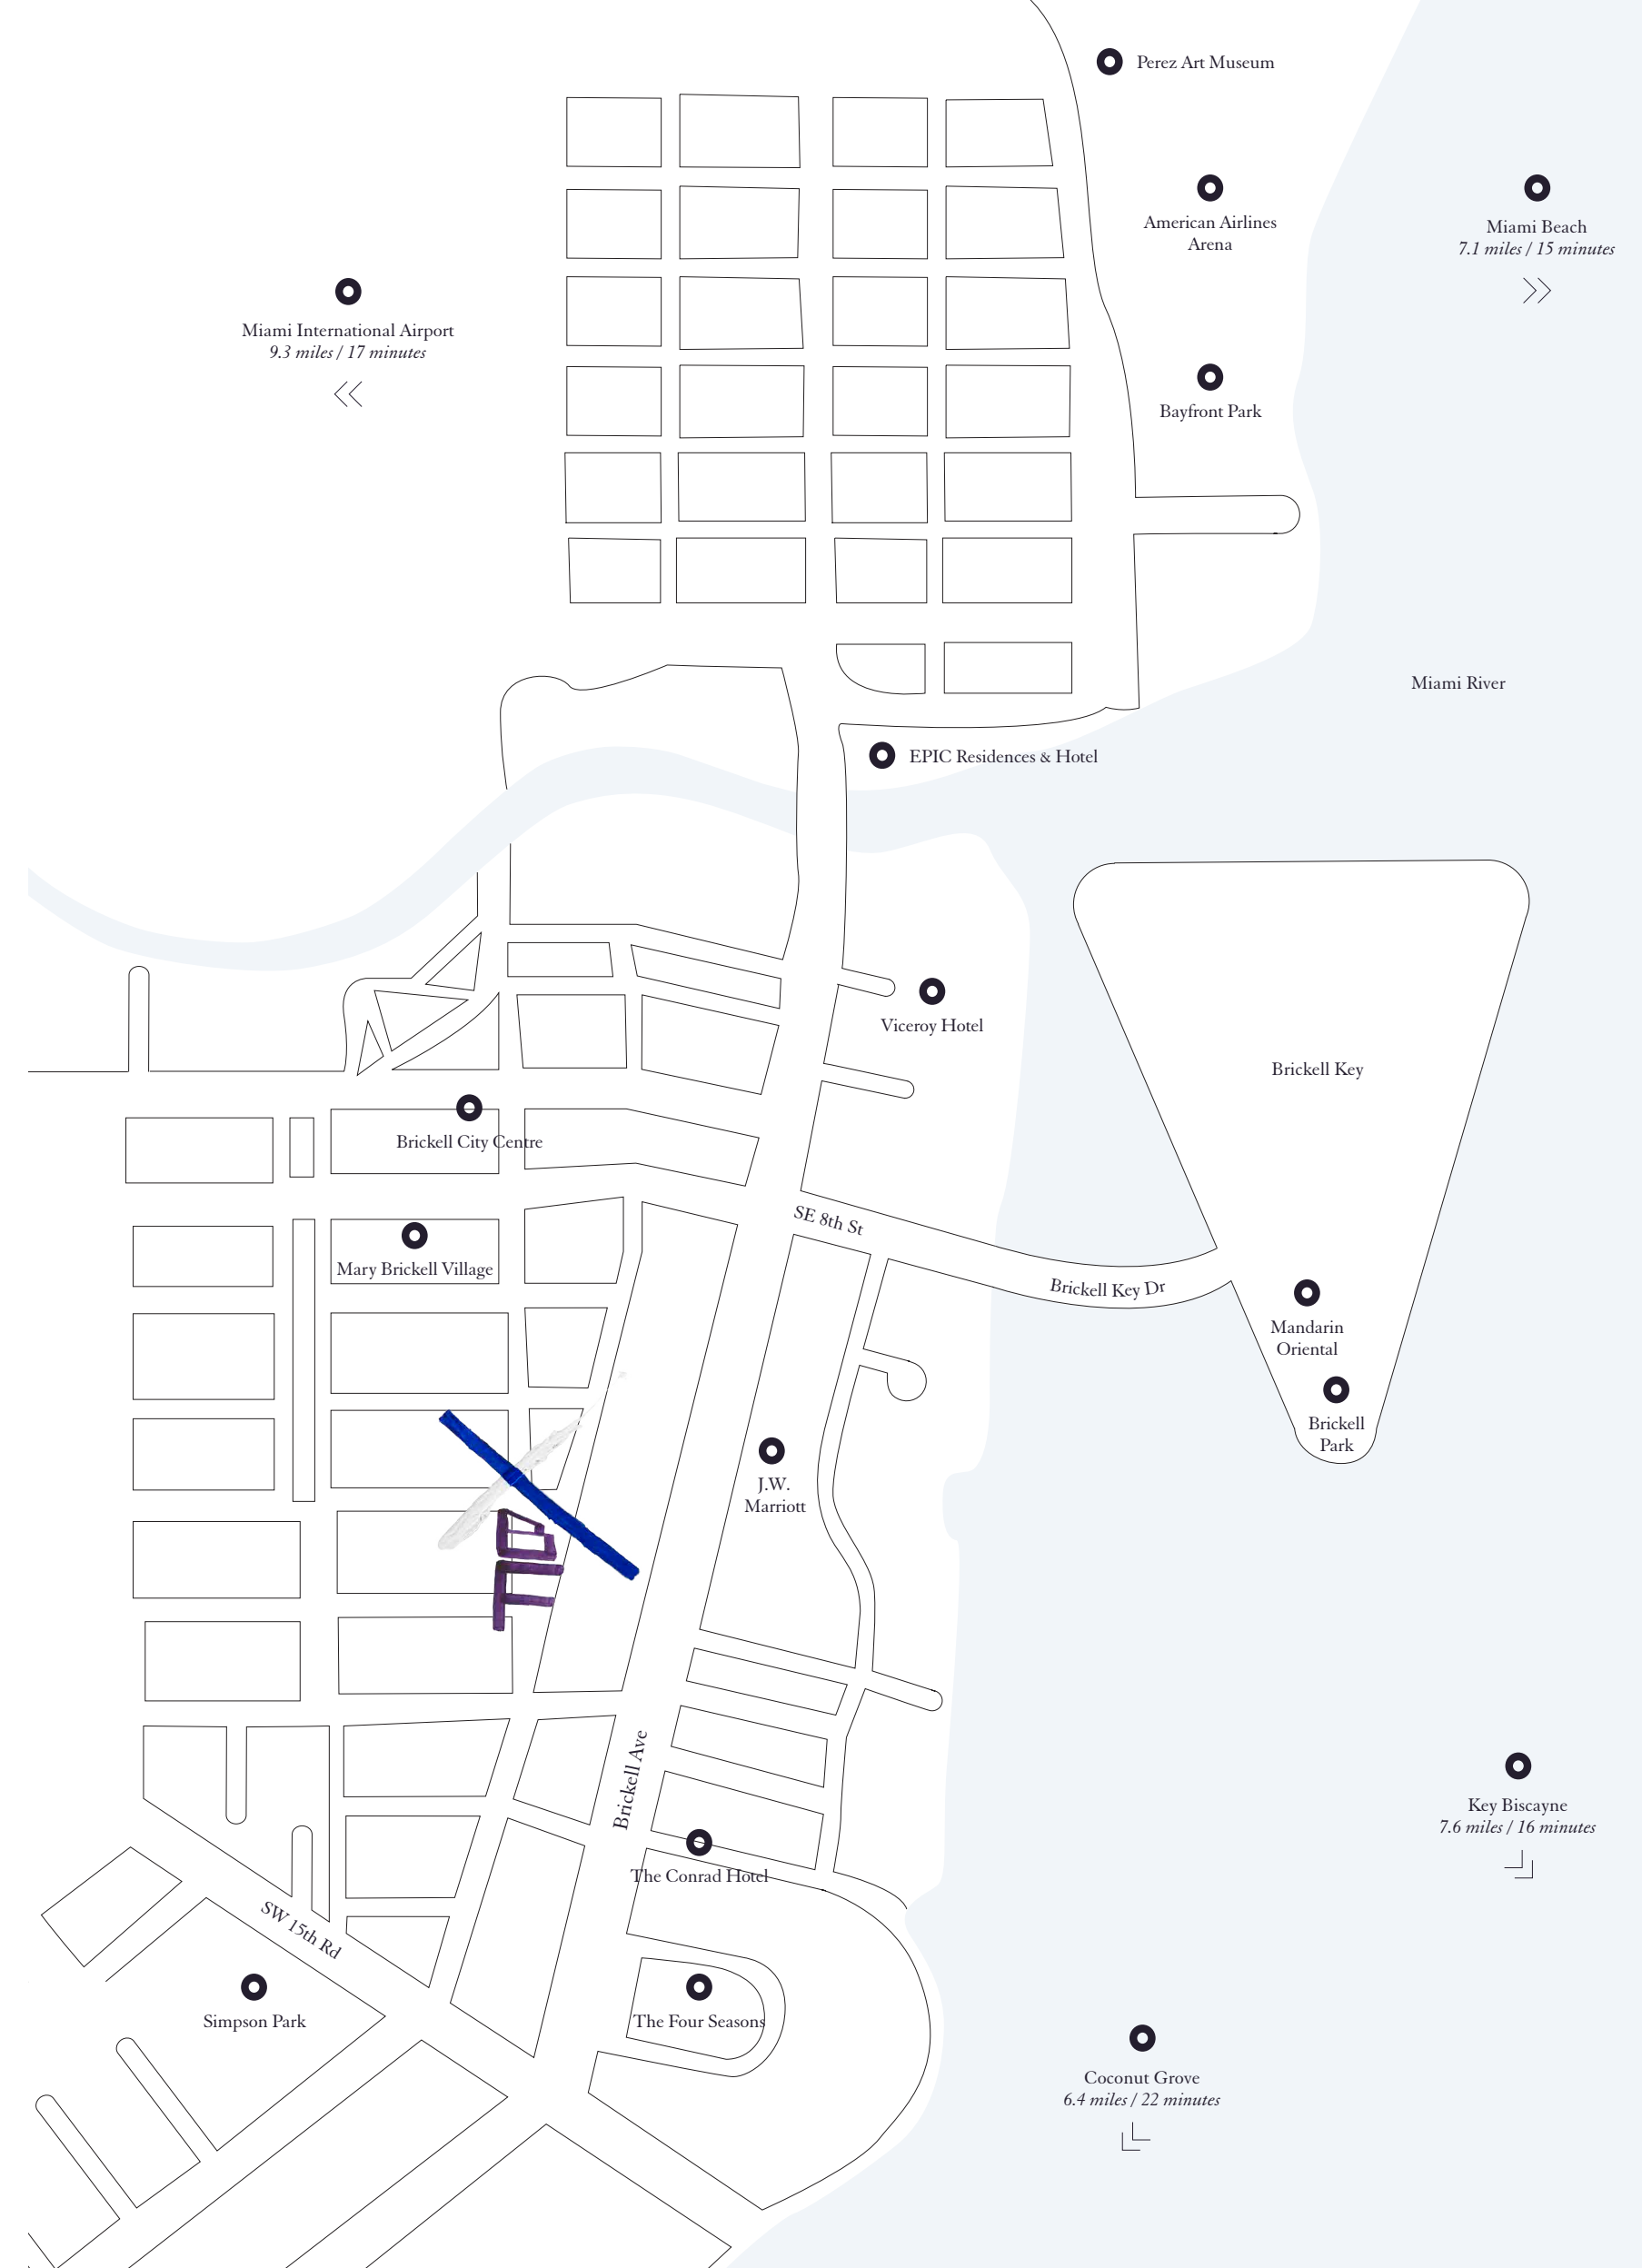 Perez Art Museum
American Airlines
Arena
Miami Beach
7.1 miles / 15 minutes
Miami International Airport
9.3 miles / 17 minutes
Bayfront Park
Miami River
EPIC Residences & Hotel
Viceroy Hotel
Brickell Key
Brickell City Centre
SE 8th St
Mary Brickell Village
Brickell Key Dr
Mandarin
Oriental
Brickell
Park
J.W.
Marriott
Brickell Ave
Key Biscayne
7.6 miles / 16 minutes
The Conrad Hotel
SW 15th Rd
Simpson Park
The Four Seasons
Coconut Grove
6.4 miles / 22 minutes